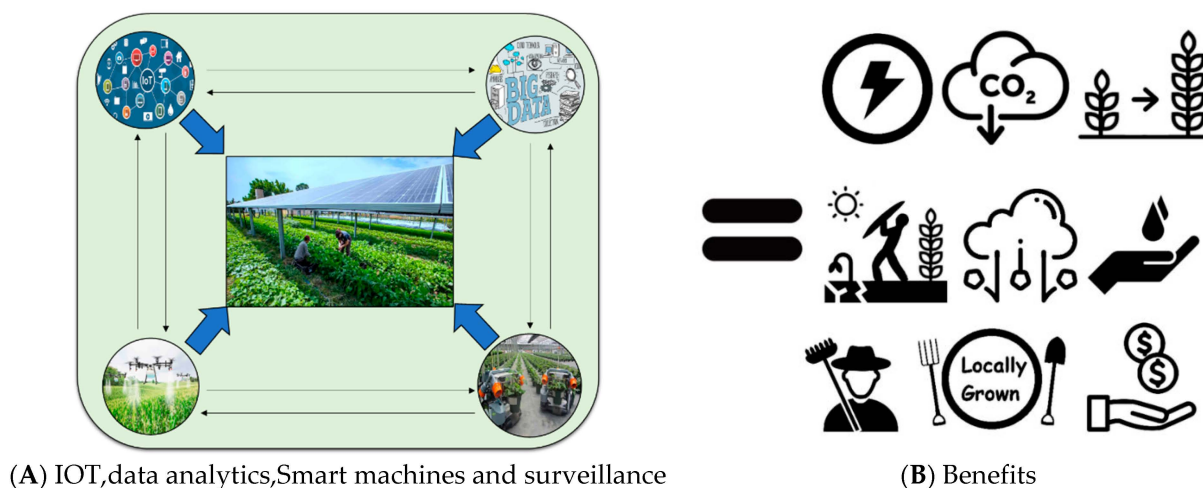 IoT
BIG
DATA
CO₂
Locally
Grown
$
$
(A) IOT,data analytics,Smart machines and surveillance
(B) Benefits